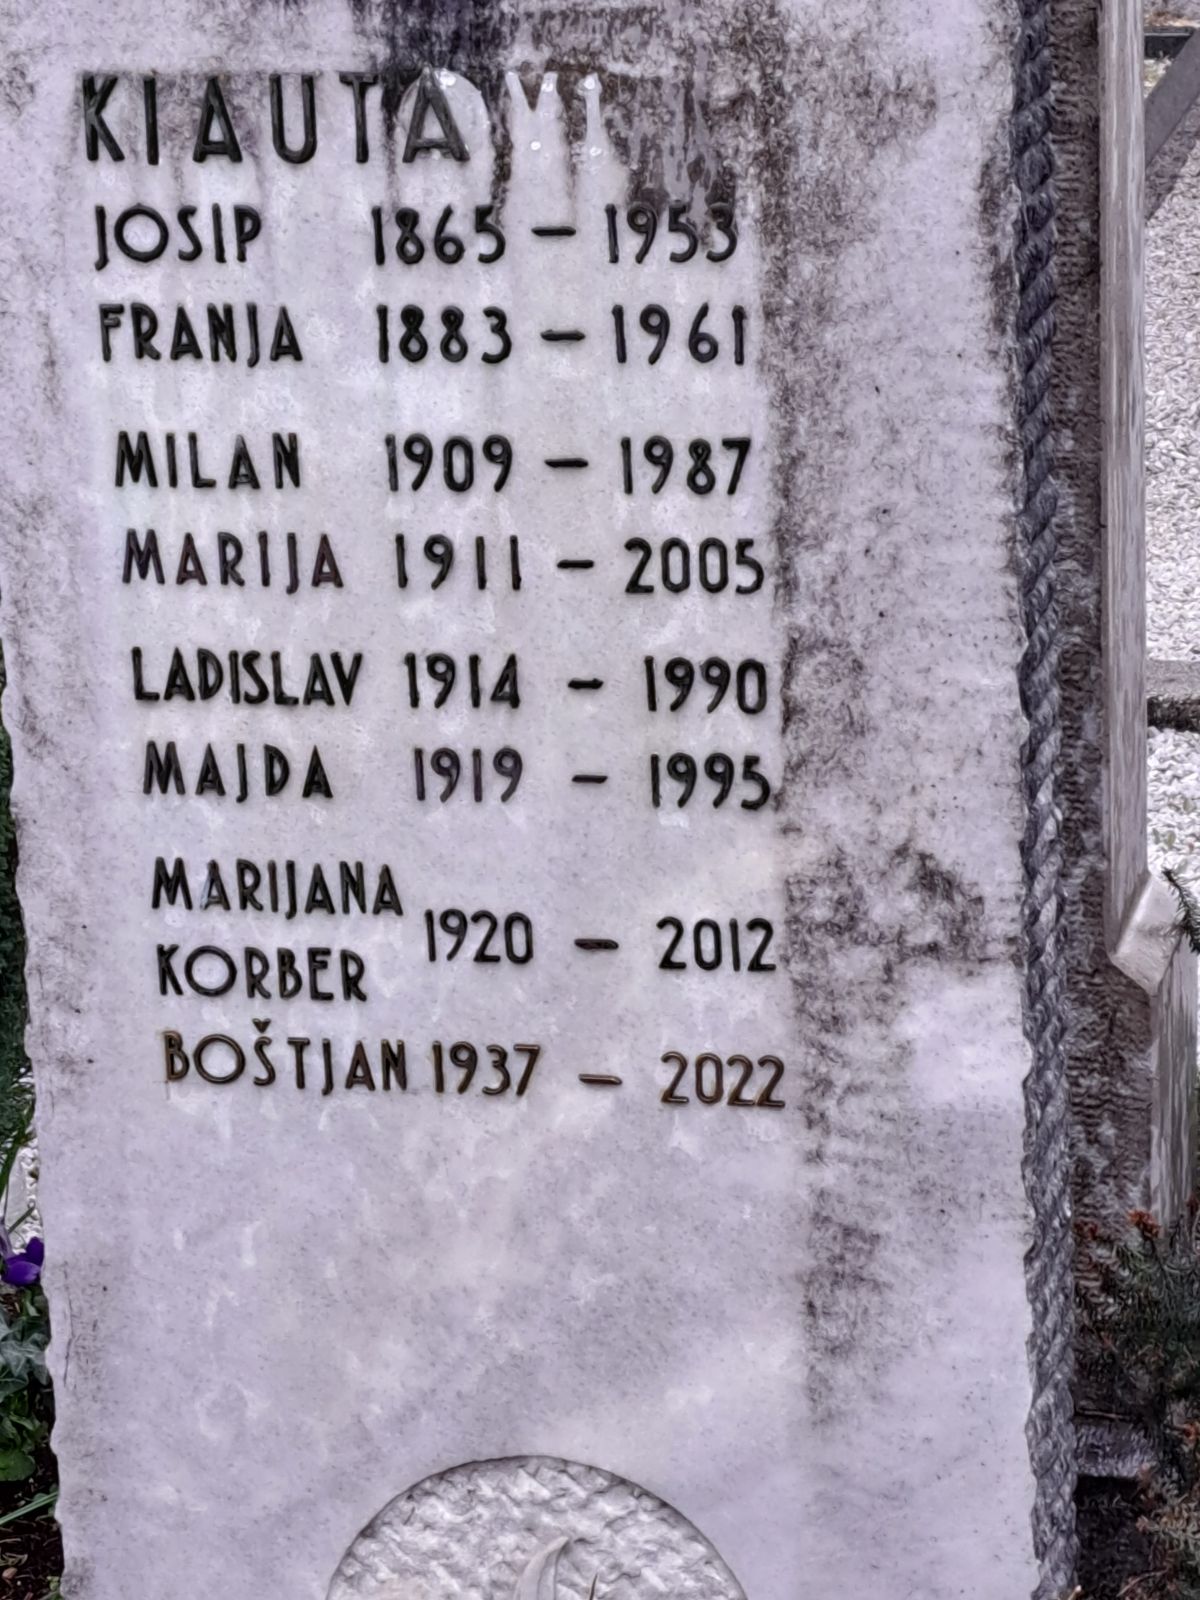 KIAUTA
JOSIP 1865 – 1953
FRANJA 1883 – 1961
MILAN 1909 – 1987
MARIJA 1911 – 2005
LADISLAV 1914 – 1990
MAJDA 1919 – 1995
MARIJANA
KORBER 1920 – 2012
BOŠTJAN 1937 – 2022